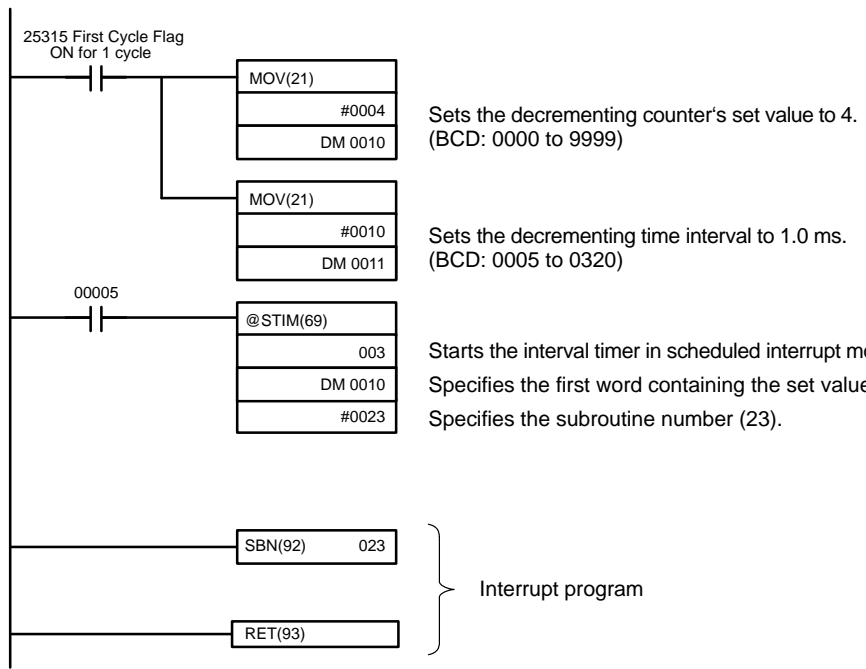 25315 First Cycle Flag
ON for 1 cycle
MOV(21)
#0004
DM 0010
Sets the decrementing counter‘s set value to 4.
(BCD: 0000 to 9999)
MOV(21)
#0010
DM 0011
Sets the decrementing time interval to 1.0 ms.
(BCD: 0005 to 0320)
00005
@STIM(69)
003
Starts the interval timer in scheduled interrupt
DM 0010
Specifies the first word containing the set value
#0023
Specifies the subroutine number (23).
SBN(92) 023
Interrupt program
RET(93)